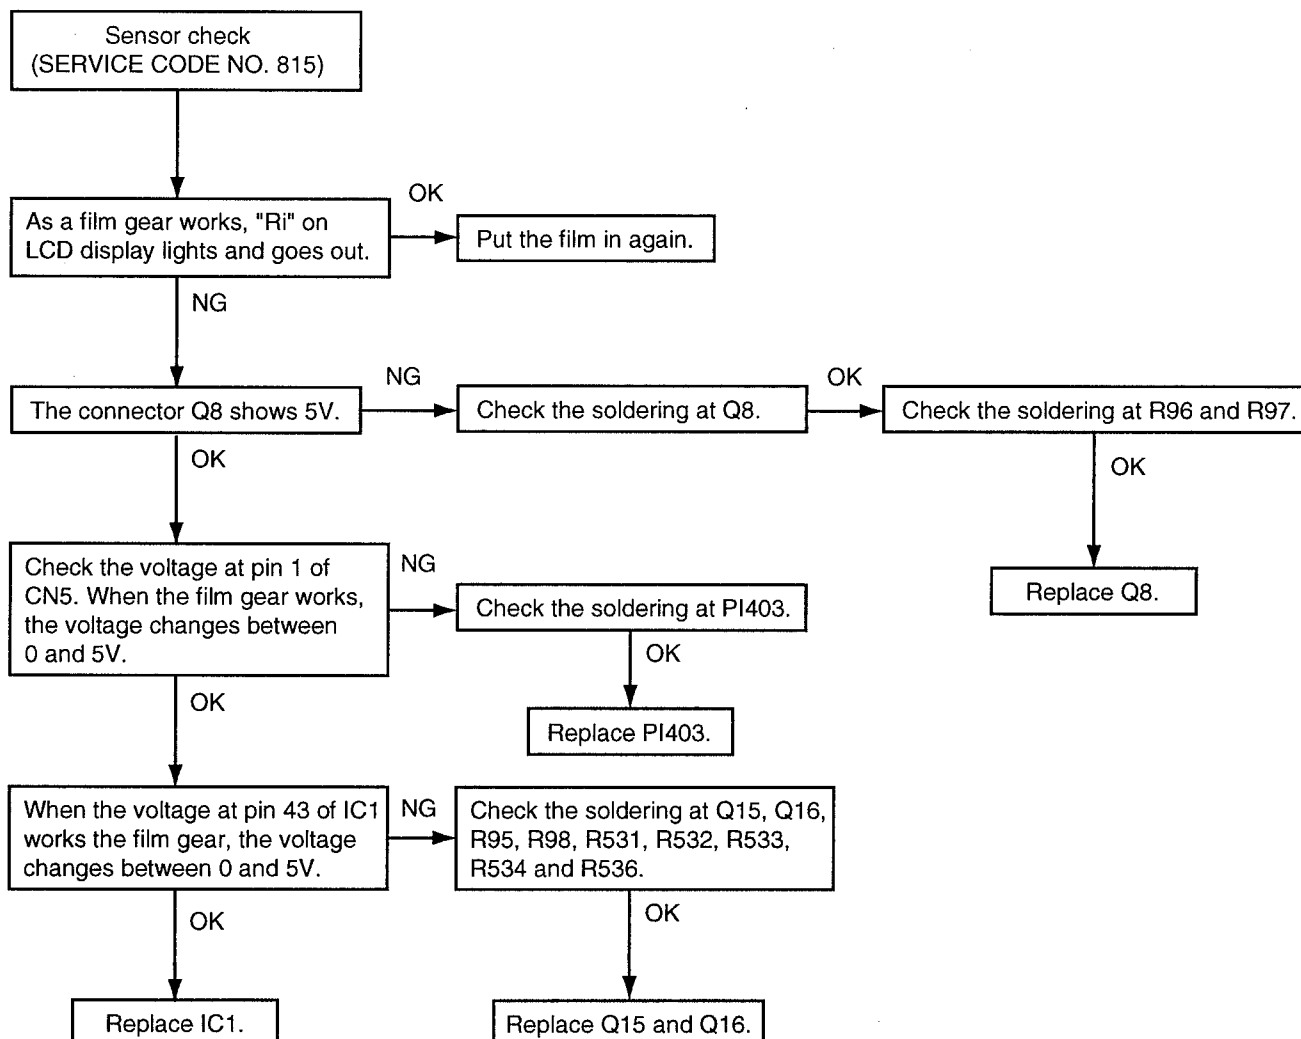 Sensor check
(SERVICE CODE NO. 815)
As a film gear works, "Ri" on
LCD display lights and goes out.
OK
Put the film in again.
NG
The connector Q8 shows 5V.
NG
Check the soldering at Q8.
OK
Check the soldering at R96 and R97.
OK
OK
Replace Q8.
Check the voltage at pin 1 of
CN5. When the film gear works,
the voltage changes between
0 and 5V.
NG
Check the soldering at PI403.
OK
Replace PI403.
OK
When the voltage at pin 43 of IC1
works the film gear, the voltage
changes between 0 and 5V.
NG
Check the soldering at Q15, Q16,
R95, R98, R531, R532, R533,
R534 and R536.
OK
OK
Replace IC1.
Replace Q15 and Q16.